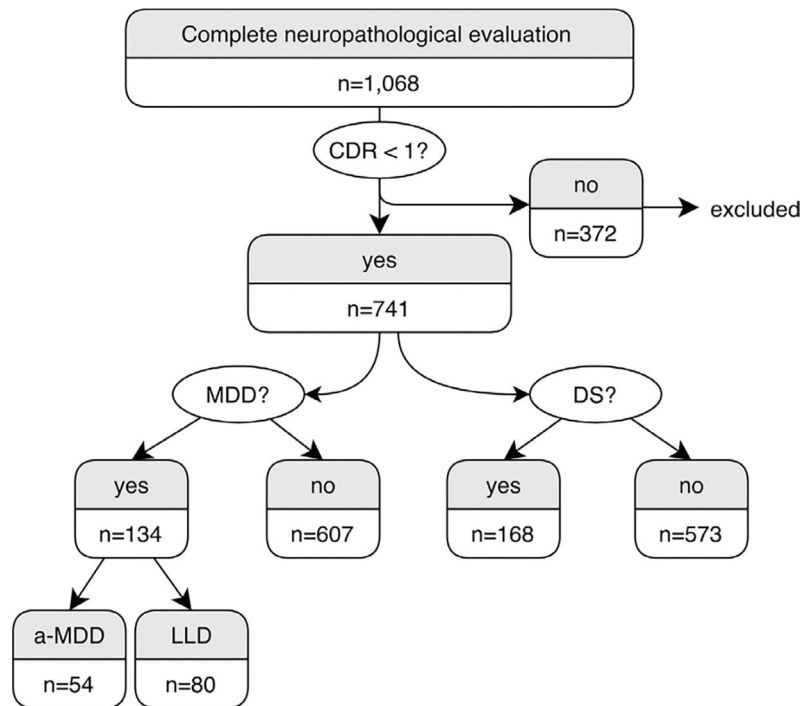 Complete neuropathological evaluation
n=1,068
CDR < 1?
no
n=372
excluded
yes
n=741
MDD?
DS?
yes
n=134
no
n=607
yes
n=168
no
n=573
a-MDD
n=54
LLD
n=80